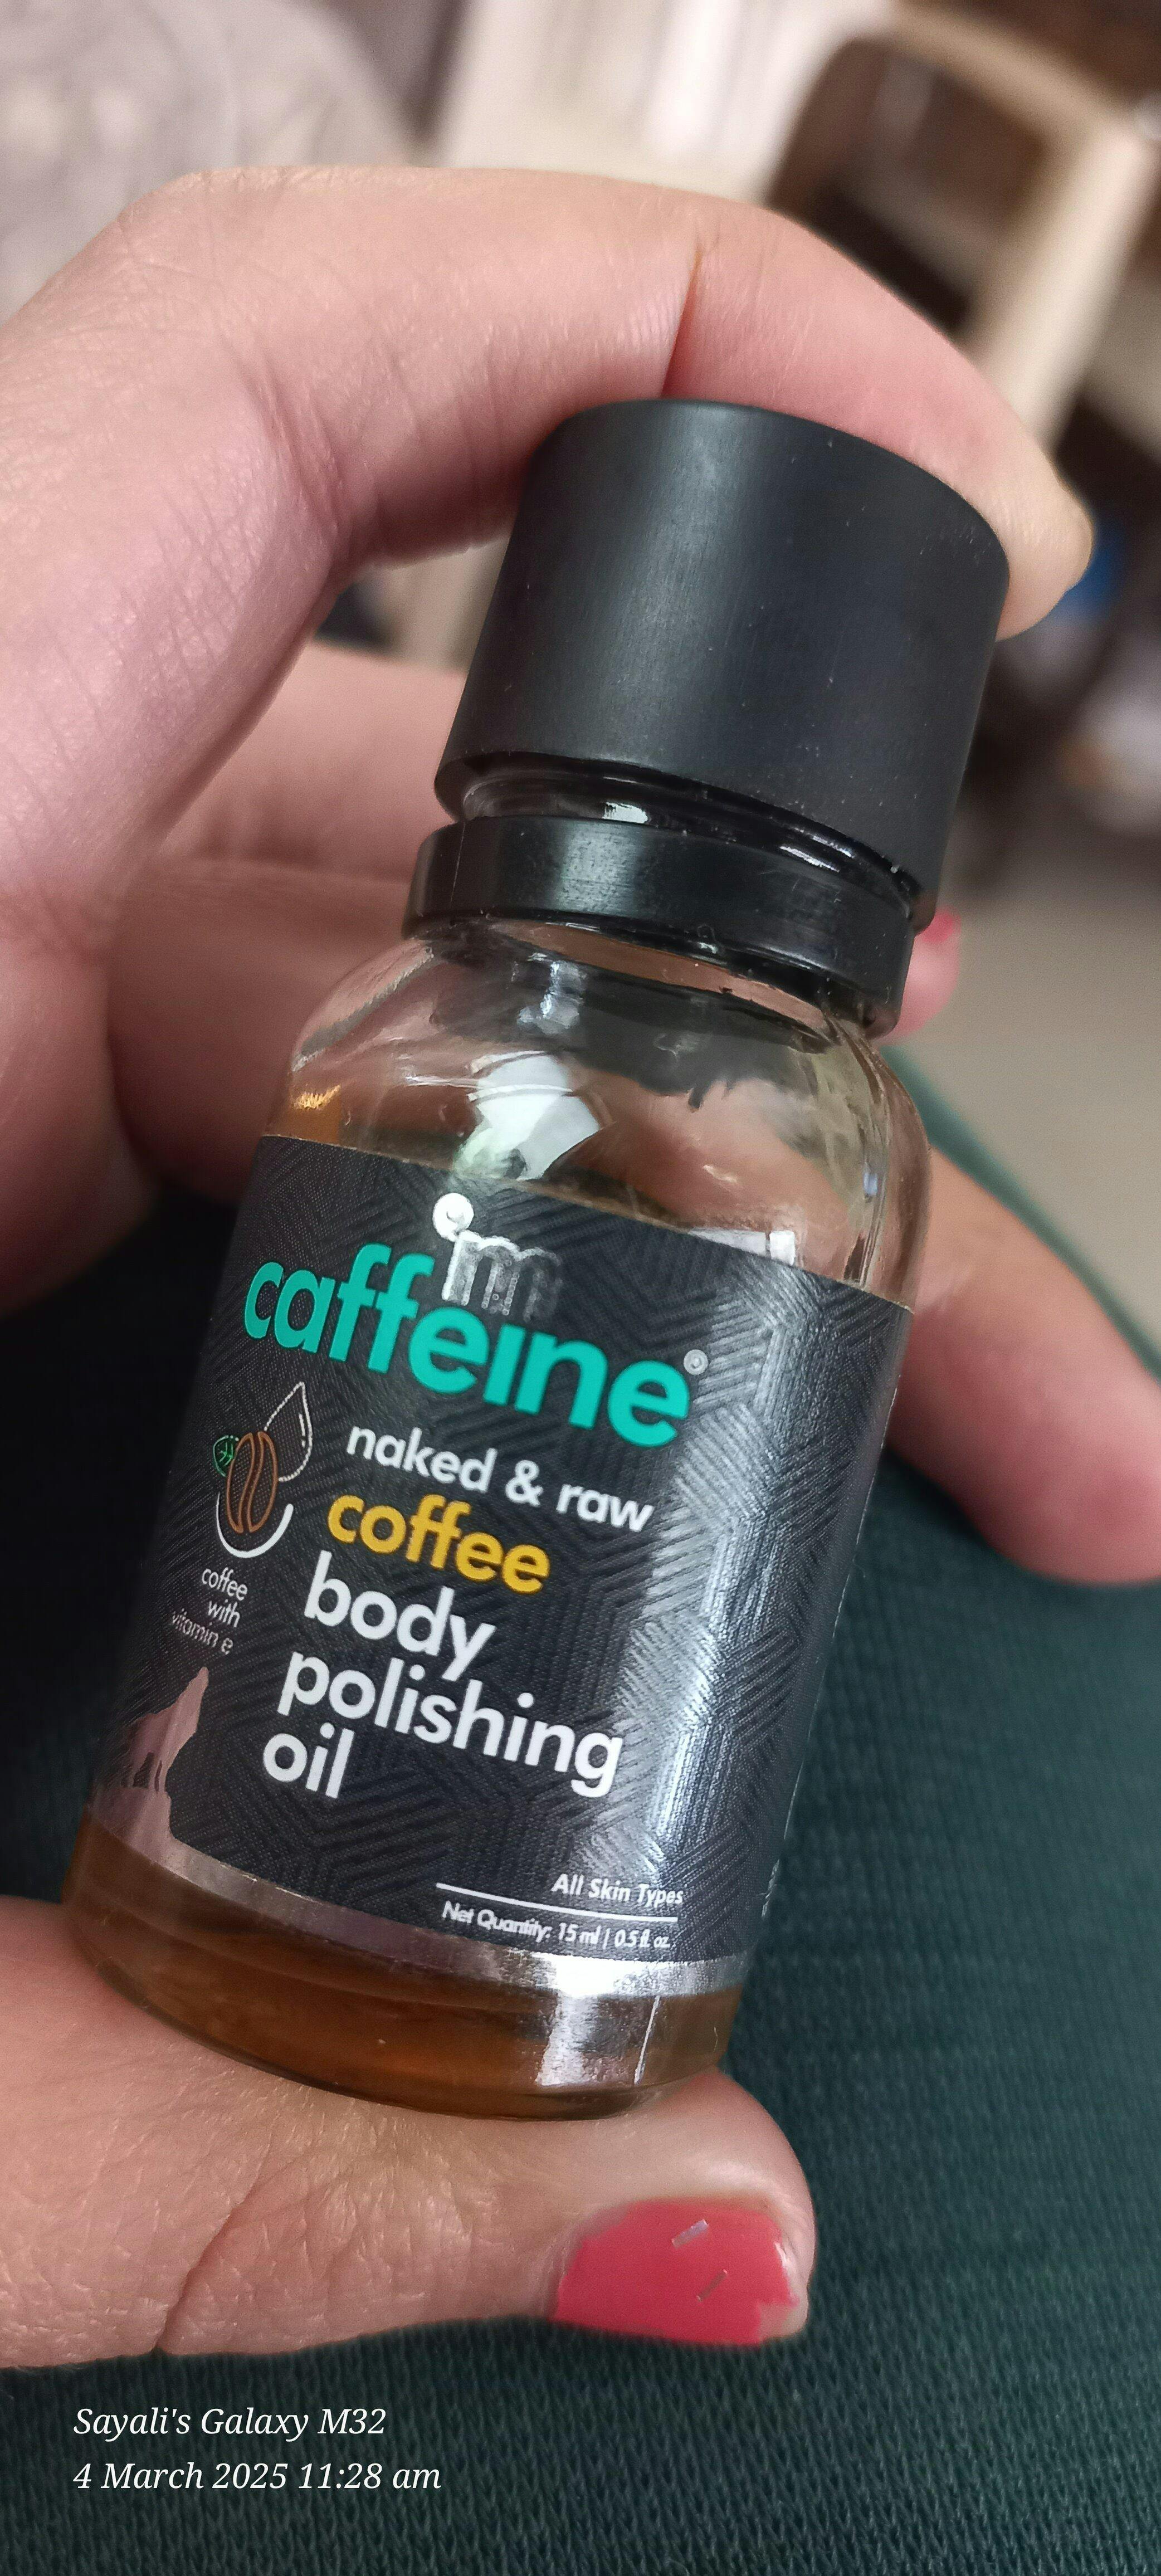 m
caffeine®
naked & raw
coffee
body
polishing
oil
coffee
with
vitamin e
All Skin Types
Net Quantity: 15 ml | 0.5 fl. oz.
Sayali's Galaxy M32
4 March 2025 11:28 am